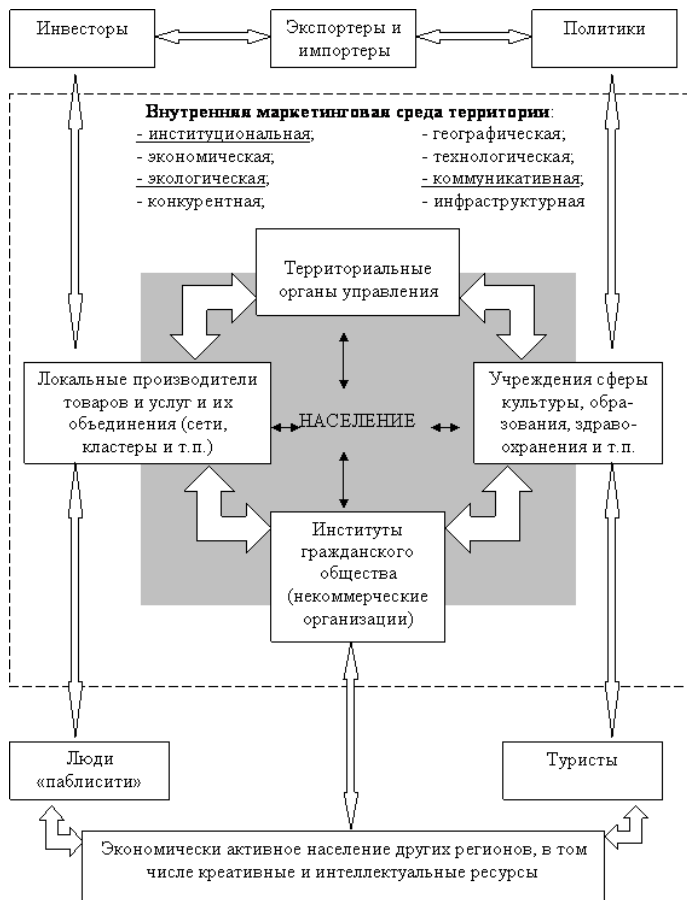 Инвесторы
Экспортеры и
импортеры
Политики
Внутренняя маркетинговая среда территории:
- институциональная;
- экономическая;
- экологическая;
- конкурентная;
- географическая;
- технологическая;
- коммуникативная;
- инфраструктурная
Территориальные
органы управления
Локальные производители
товаров и услуг и их
объединения (сети,
кластеры и т.п.)
НАСЕЛЕНИЕ
Учреждения сферы
культуры, обра-
зования, здраво-
охранения и т.п.
Институты
гражданского
общества
(некоммерческие
организации)
Люди
«паблисити»
Туристы
Экономически активное население других регионов, в том
числе креативные и интеллектуальные ресурсы